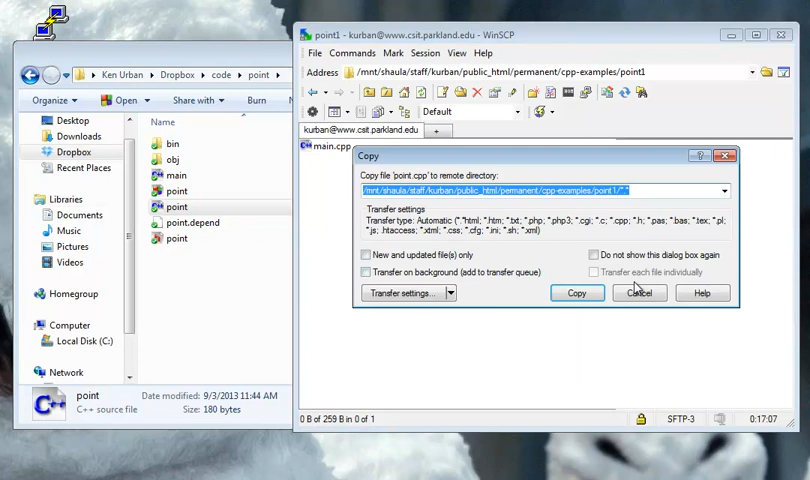 point1 - kurban@www.csit.parkland.edu - WinSCP
File Commands Mark Session View Help
Address /mnt/shaula/staff/kurban/public_html/permanent/cpp-examples/point1
Default
kurban@www.csit.parkland.edu
main.cpp
Ken Urban Dropbox code point
Organize Open Share with Burn
Desktop
Downloads
Dropbox
Recent Places
Libraries
Documents
Music
Pictures
Videos
Homegroup
Computer
Local Disk (C:)
Network
Name
bin
obj
main
point
point
point.depend
point
point
C++ source file
Date modified: 9/3/2013 11:44 AM
Size: 180 bytes
Copy
Copy file 'point.cpp' to remote directory:
/mnt/shaula/staff/kurban/public_html/permanent/cpp-examples/point1/*.*
Transfer settings
Transfer type: Automatic (*.*html; *.htm; *.txt; *.php; *.php3; *.cgi; *.c; *.cpp; *.h; *.pas; *.bas; *.tex; *.pl;
*.js; .htaccess; *.xtml; *.css; *.cfg; *.ini; *.sh; *.xml)
New and updated file(s) only
Do not show this dialog box again
Transfer on background (add to transfer queue)
Transfer each file individually
Transfer settings...
Copy
Cancel
Help
0 B of 259 B in 0 of 1
SFTP-3
0:17:07